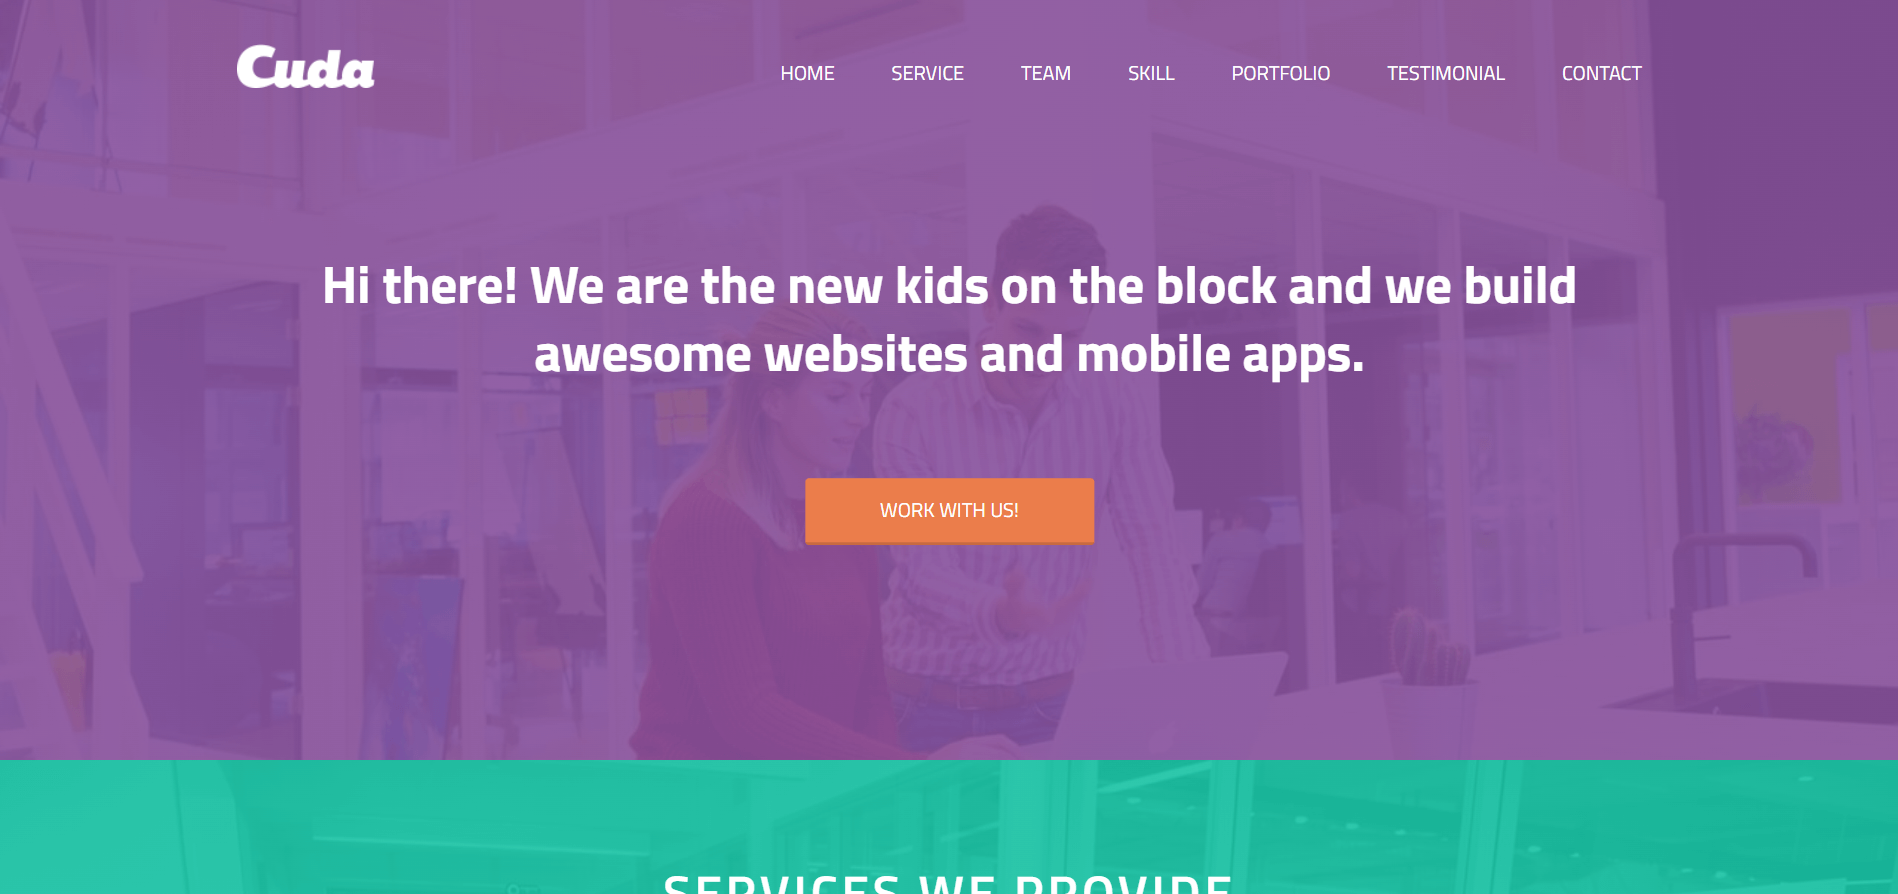 Cuda
HOME SERVICE TEAM SKILL PORTFOLIO TESTIMONIAL CONTACT
Hi there! We are the new kids on the block and we build
awesome websites and mobile apps.
WORK WITH US!
SERVICES WE PROVIDE